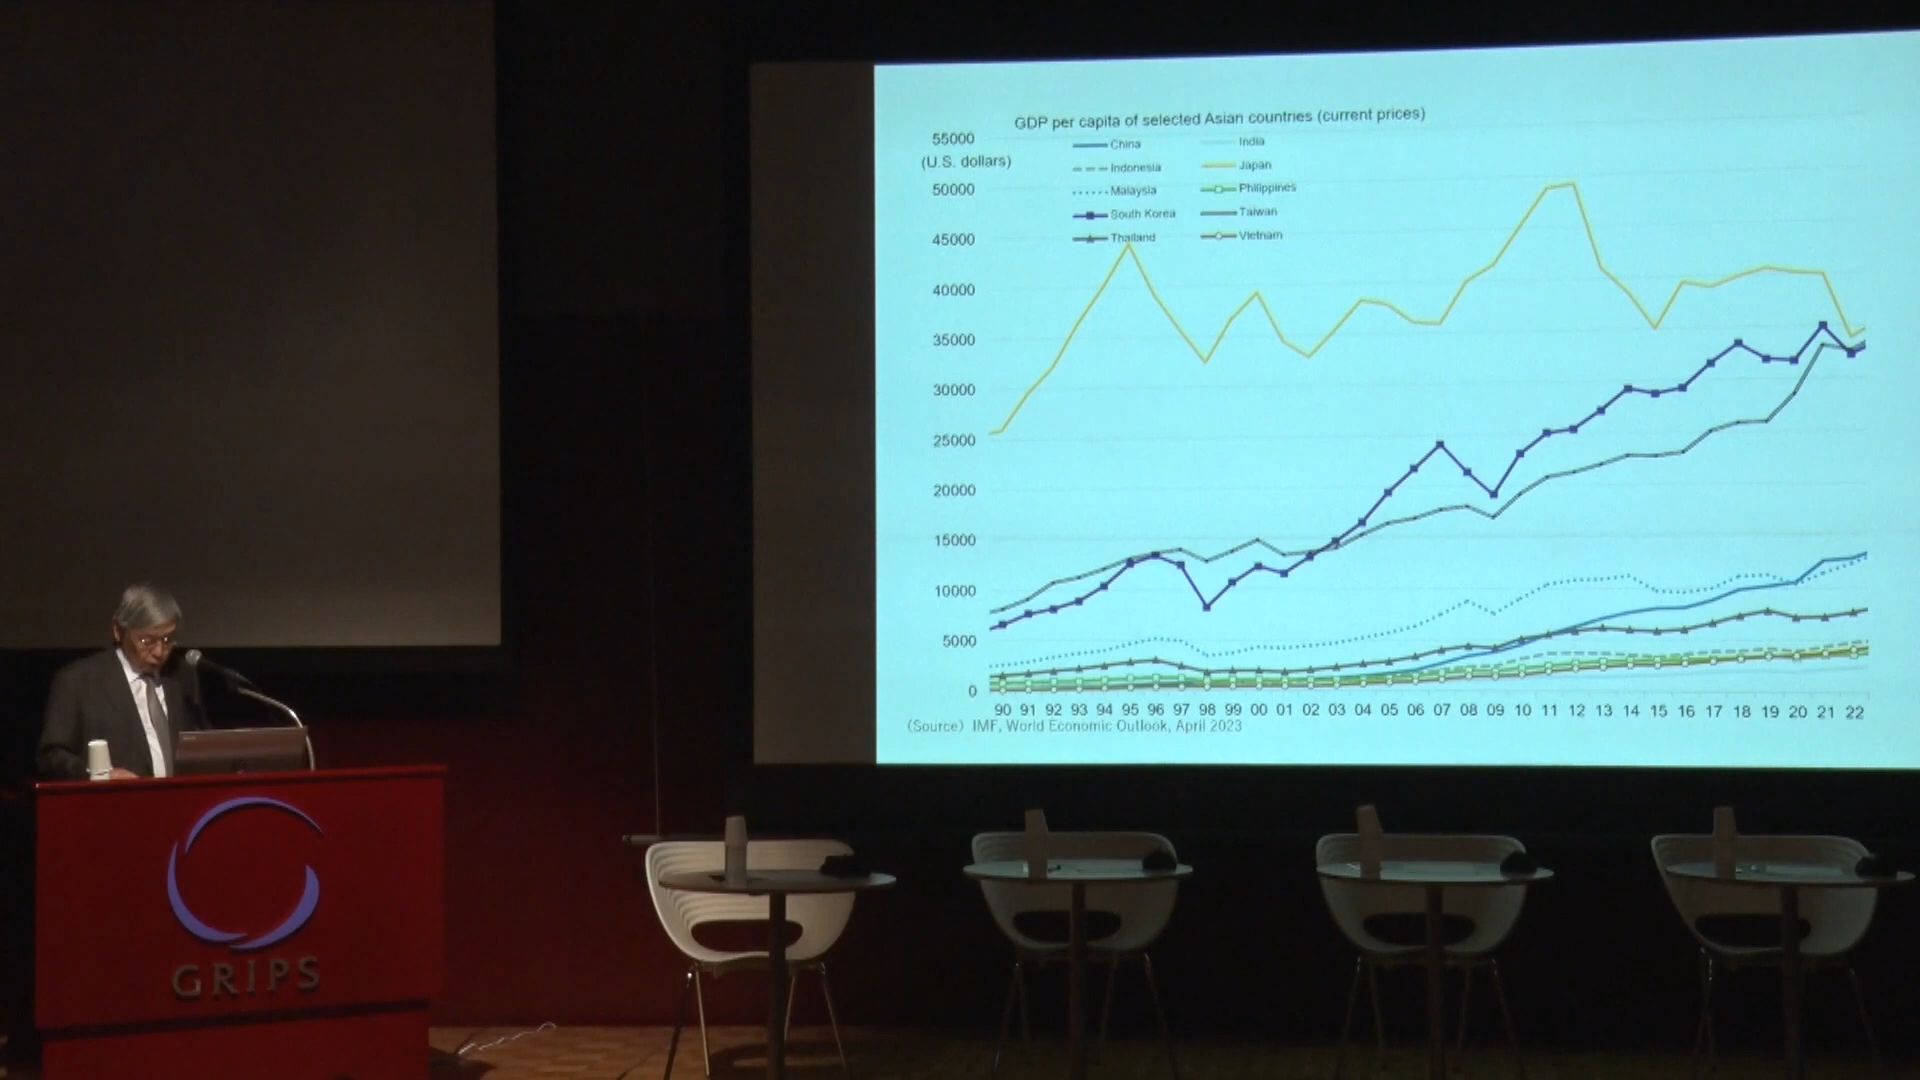 GDP per capita of selected Asian countries (current prices)
55000
(U.S. dollars)
China
India
Indonesia
Japan
50000
Malaysia
Philippines
South Korea
Taiwan
45000
Thailand
Vietnam
40000
35000
30000
25000
20000
15000
10000
5000
0
90 91 92 93 94 95 96 97 98 99 00 01 02 03 04 05 06 07 08 09 10 11 12 13 14 15 16 17 18 19 20 21 22
(Source) IMF, World Economic Outlook, April 2023
GRIPS